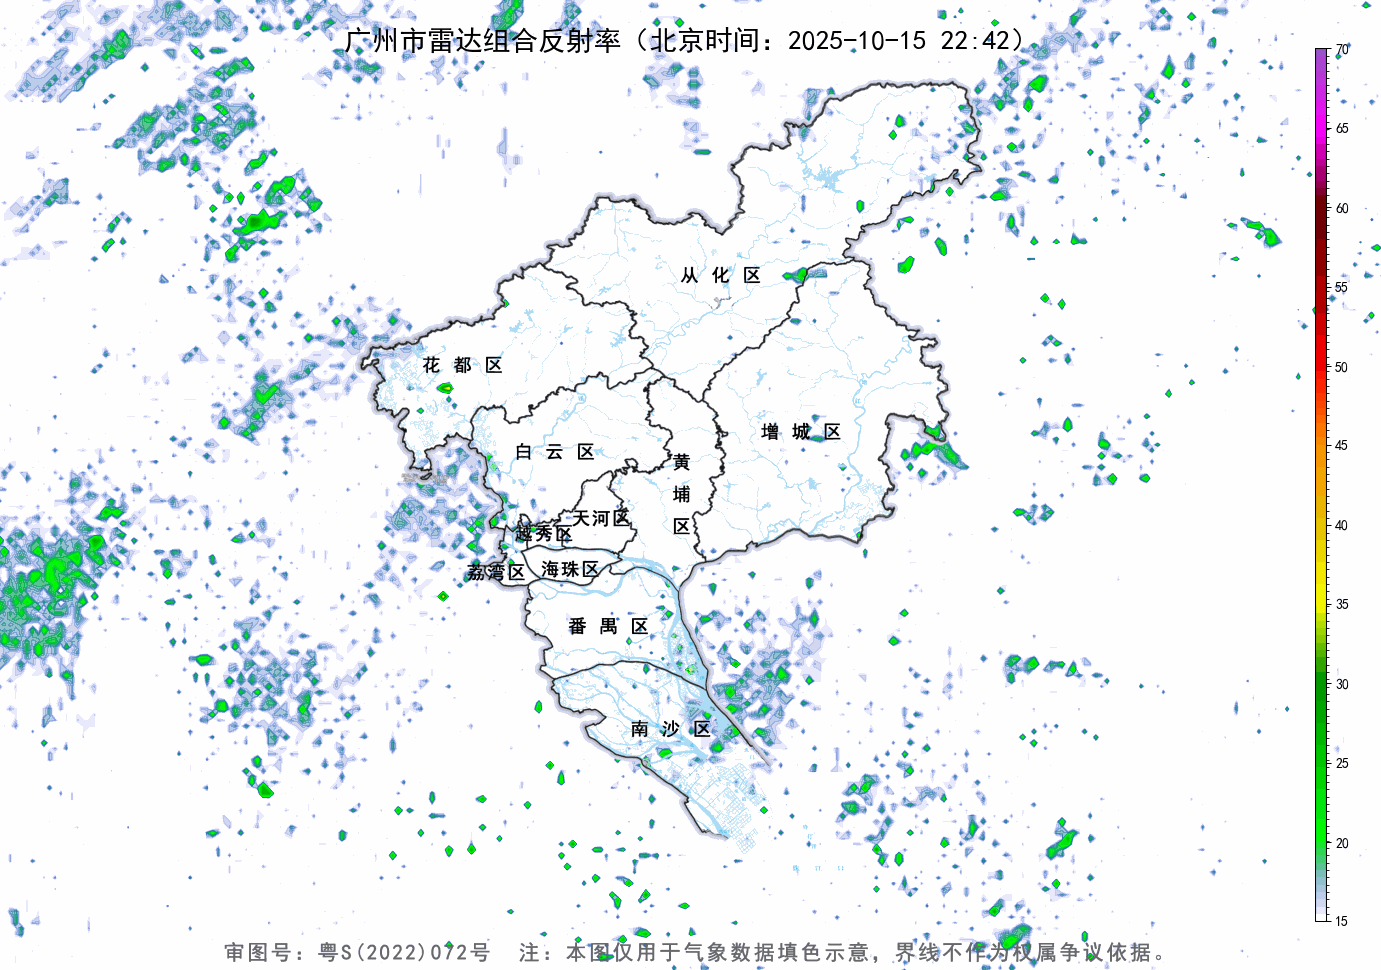 广州市雷达组合反射率（北京时间：2025-10-15 22:42）
70
65
60
55
50
45
40
35
30
25
20
15
从化区
花都区
增城区
白云区
黄埔区
天河区
越秀区
海珠区
荔湾区
番禺区
南沙区
审图号：粤S(2022)072号 注：本图仅用于气象数据填色示意，界线不作为权属争议依据。